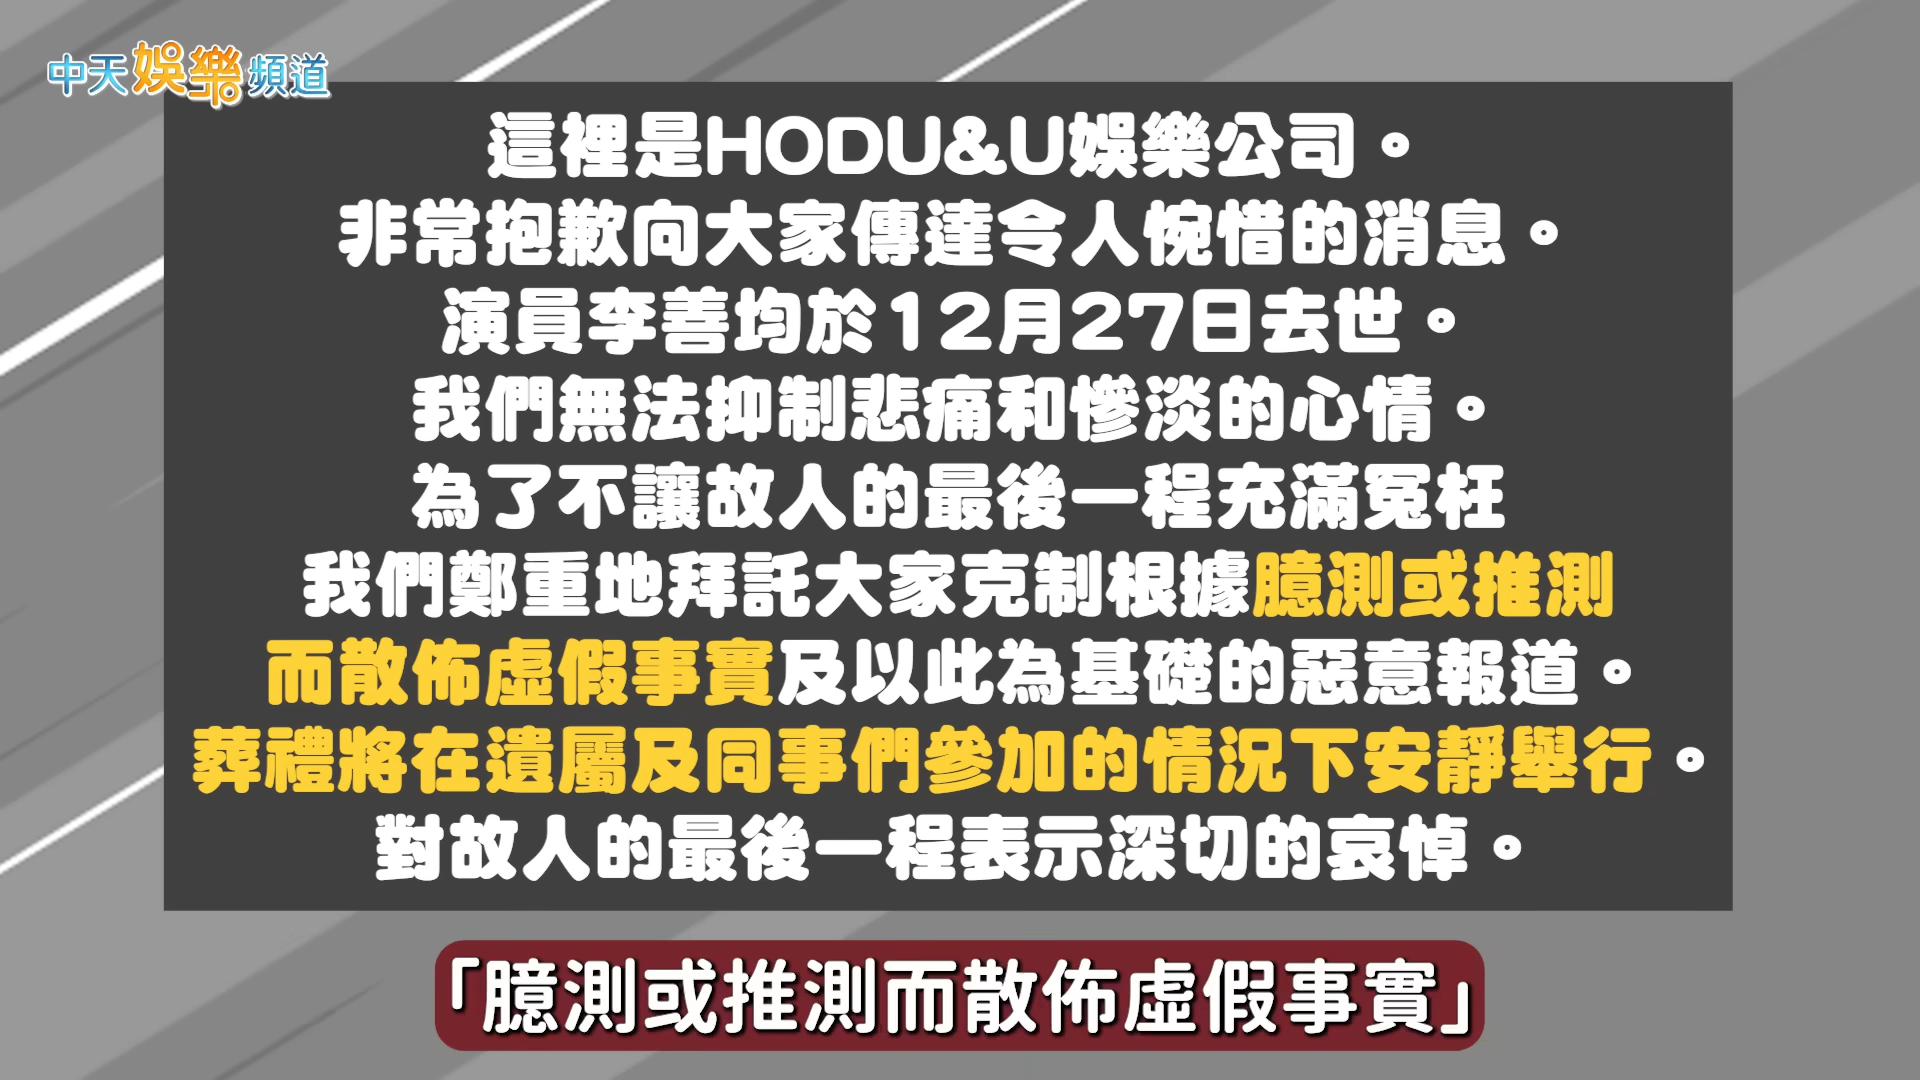 中天娛樂頻道
這裡是HODU&U娛樂公司。
非常抱歉向大家傳達令人惋惜的消息。
演員李善均於12月27日去世。
我們無法抑制悲痛和慘淡的心情。
為了不讓故人的最後一程充滿冤枉
我們鄭重地拜託大家克制根據臆測或推測
而散佈虛假事實及以此為基礎的惡意報道。
葬禮將在遺屬及同事們參加的情況下安靜舉行。
對故人的最後一程表示深切的哀悼。
「臆測或推測而散佈虛假事實」